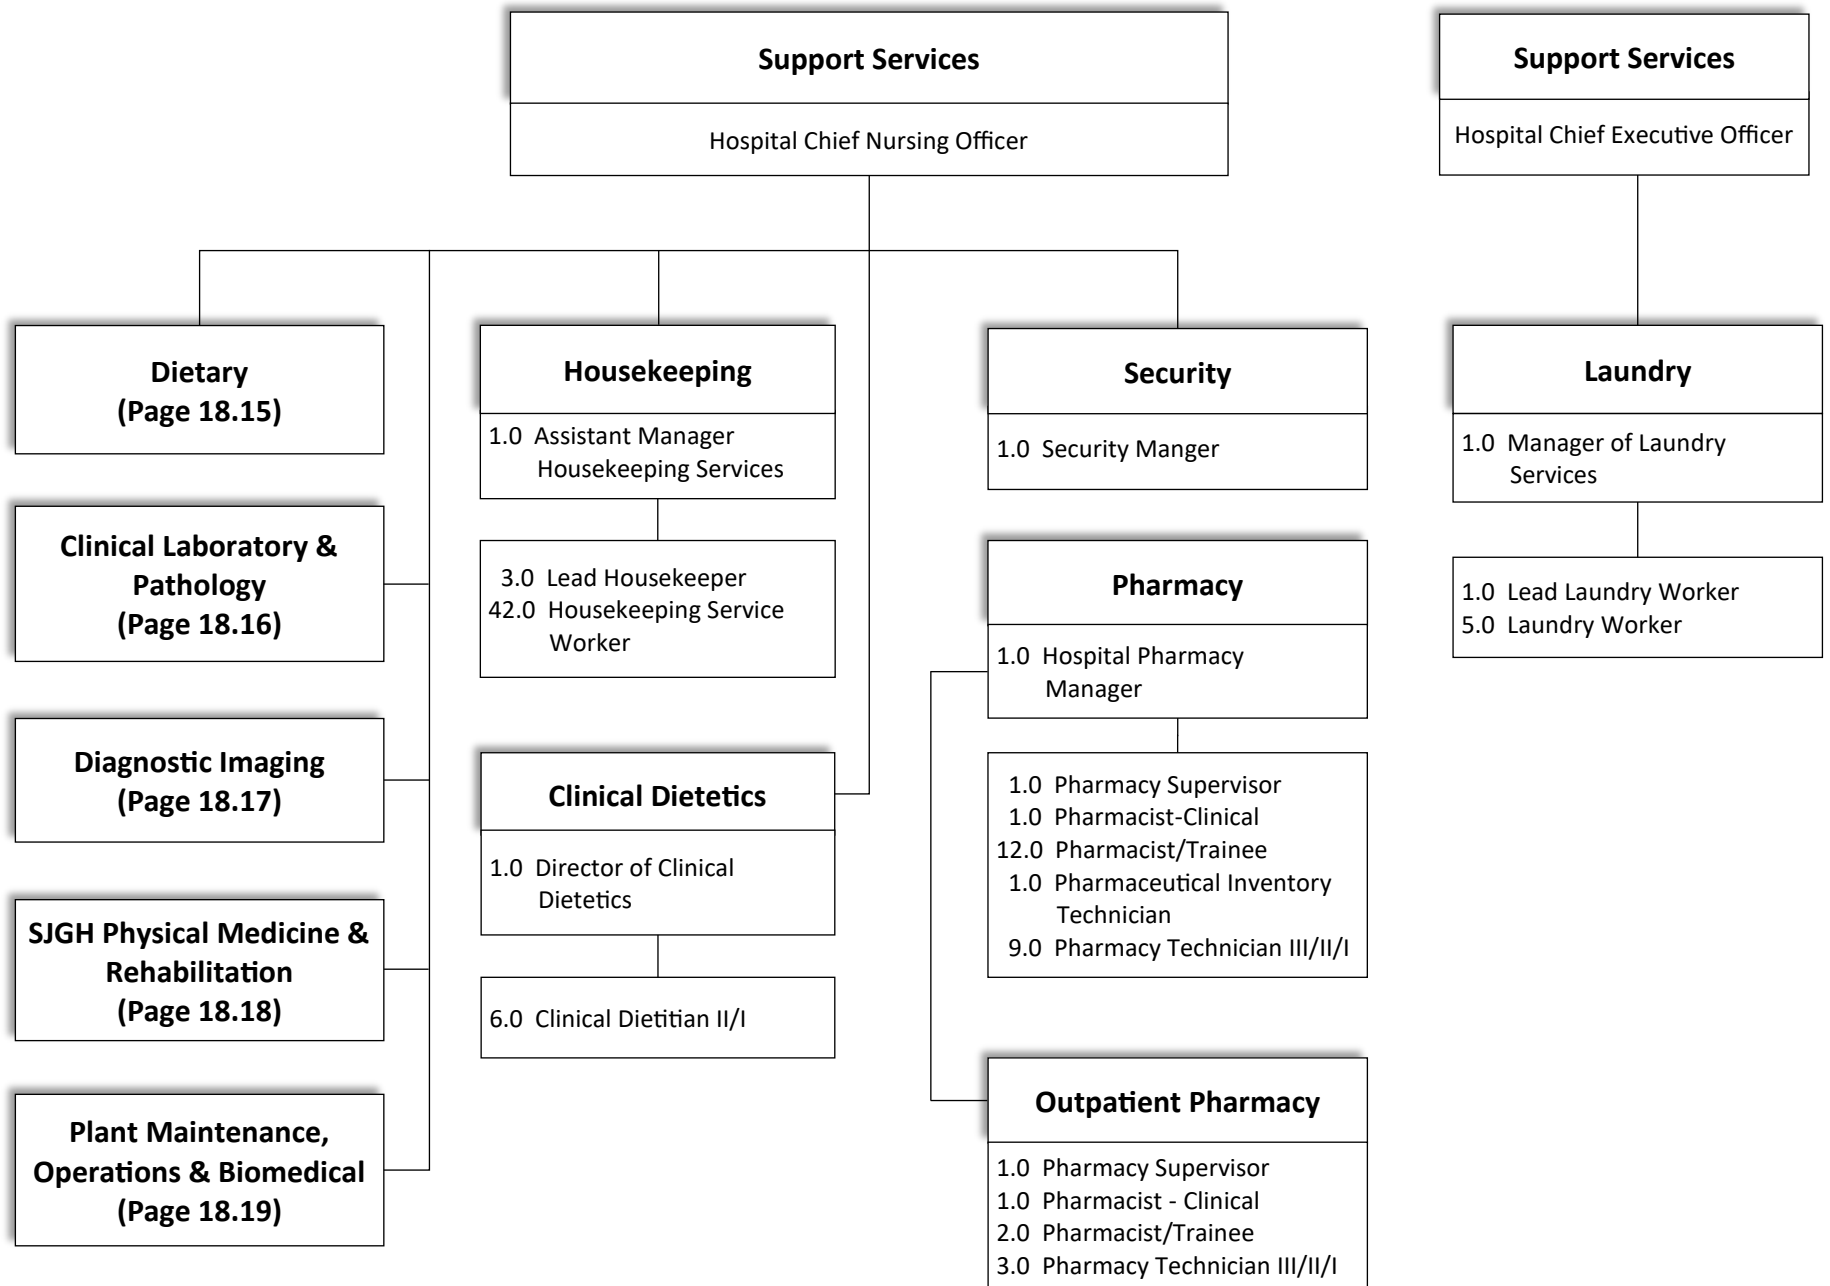 Support Services
Hospital Chief Nursing Officer
Support Services
Hospital Chief Executive Officer
Dietary
(Page 18.15)
Clinical Laboratory &
Pathology
(Page 18.16)
Diagnostic Imaging
(Page 18.17)
SJGH Physical Medicine &
Rehabilitation
(Page 18.18)
Plant Maintenance,
Operations & Biomedical
(Page 18.19)
Housekeeping
1.0 Assistant Manager
Housekeeping Services
3.0 Lead Housekeeper
42.0 Housekeeping Service
Worker
Clinical Dietetics
1.0 Director of Clinical
Dietetics
6.0 Clinical Dietitian II/I
Security
1.0 Security Manger
Pharmacy
1.0 Hospital Pharmacy
Manager
1.0 Pharmacy Supervisor
1.0 Pharmacist-Clinical
12.0 Pharmacist/Trainee
1.0 Pharmaceutical Inventory
Technician
9.0 Pharmacy Technician III/II/I
Outpatient Pharmacy
1.0 Pharmacy Supervisor
1.0 Pharmacist - Clinical
2.0 Pharmacist/Trainee
3.0 Pharmacy Technician III/II/I
Laundry
1.0 Manager of Laundry
Services
1.0 Lead Laundry Worker
5.0 Laundry Worker